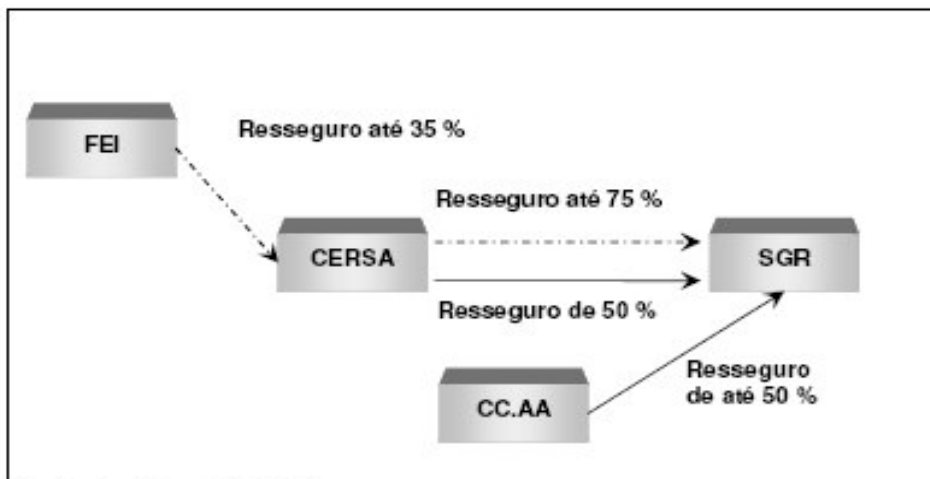 FEI
Resseguro até 35 %
Resseguro até 75 %
CERSA
SGR
Resseguro de 50 %
Resseguro
de até 50 %
CC.AA